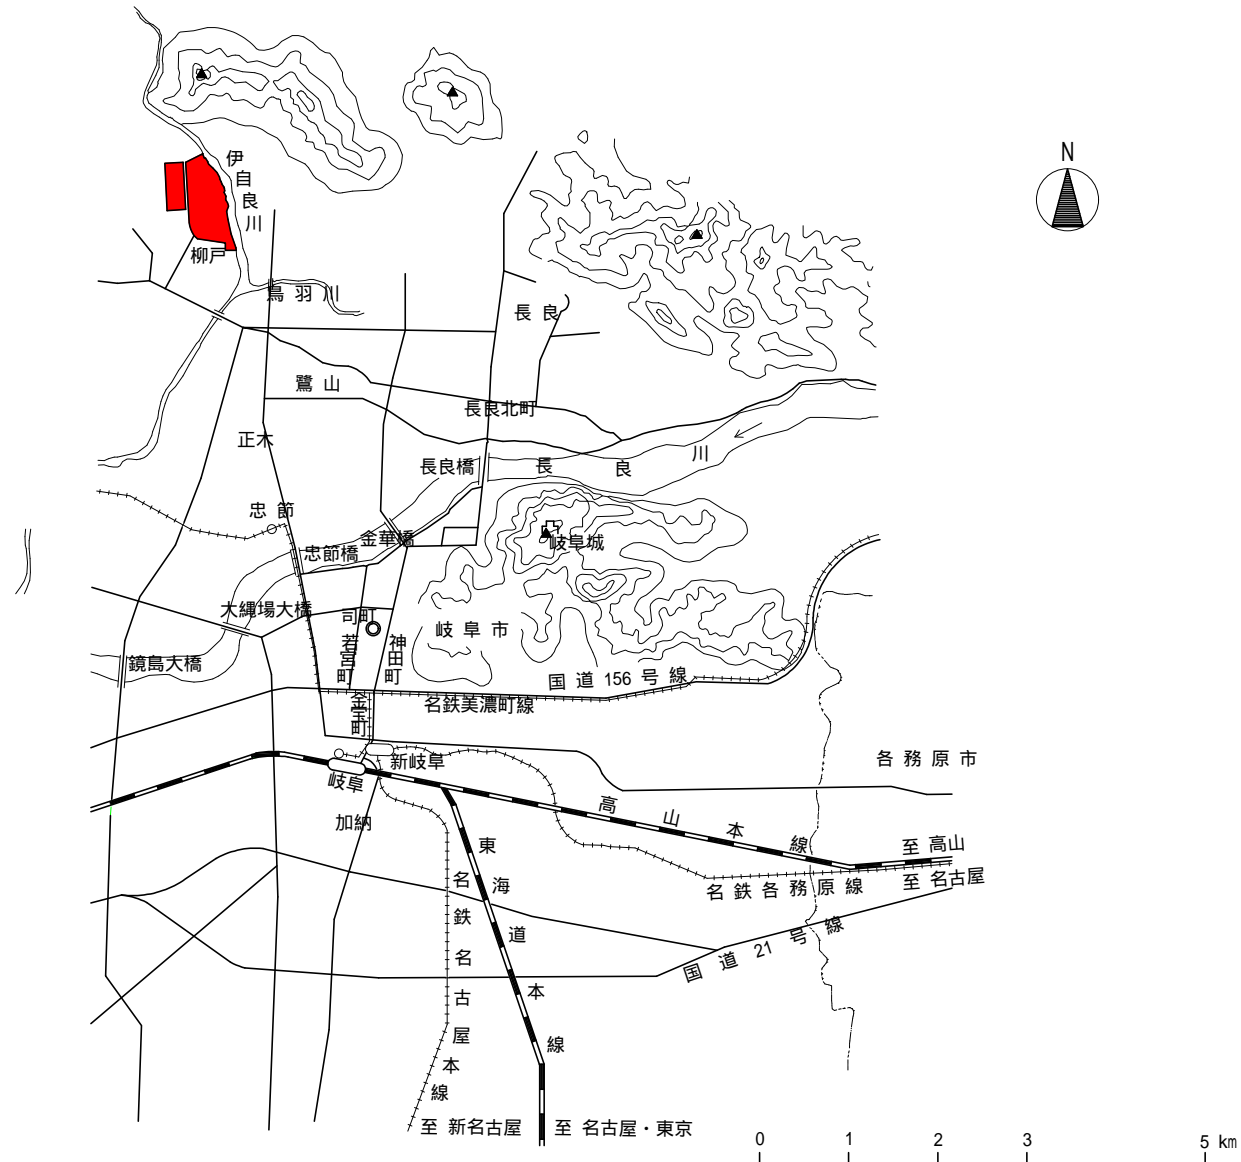 N
伊自良川
柳戸
鳥羽川
長良
鷺山
長良北町
正木
長良橋
長良川
忠節
金華橋
忠節橋
岐阜城
大縄場大橋
司町
岐阜市
若宮町
神田町
鏡島大橋
国道156号線
金宝町
名鉄美濃町線
新岐阜
各務原市
岐阜
高山本線
加納
至 高山
東海道本線
名鉄各務原線
至 名古屋
名鉄名古屋本線
国道21号線
至 新名古屋
至 名古屋・東京
0 1 2 3 5 km